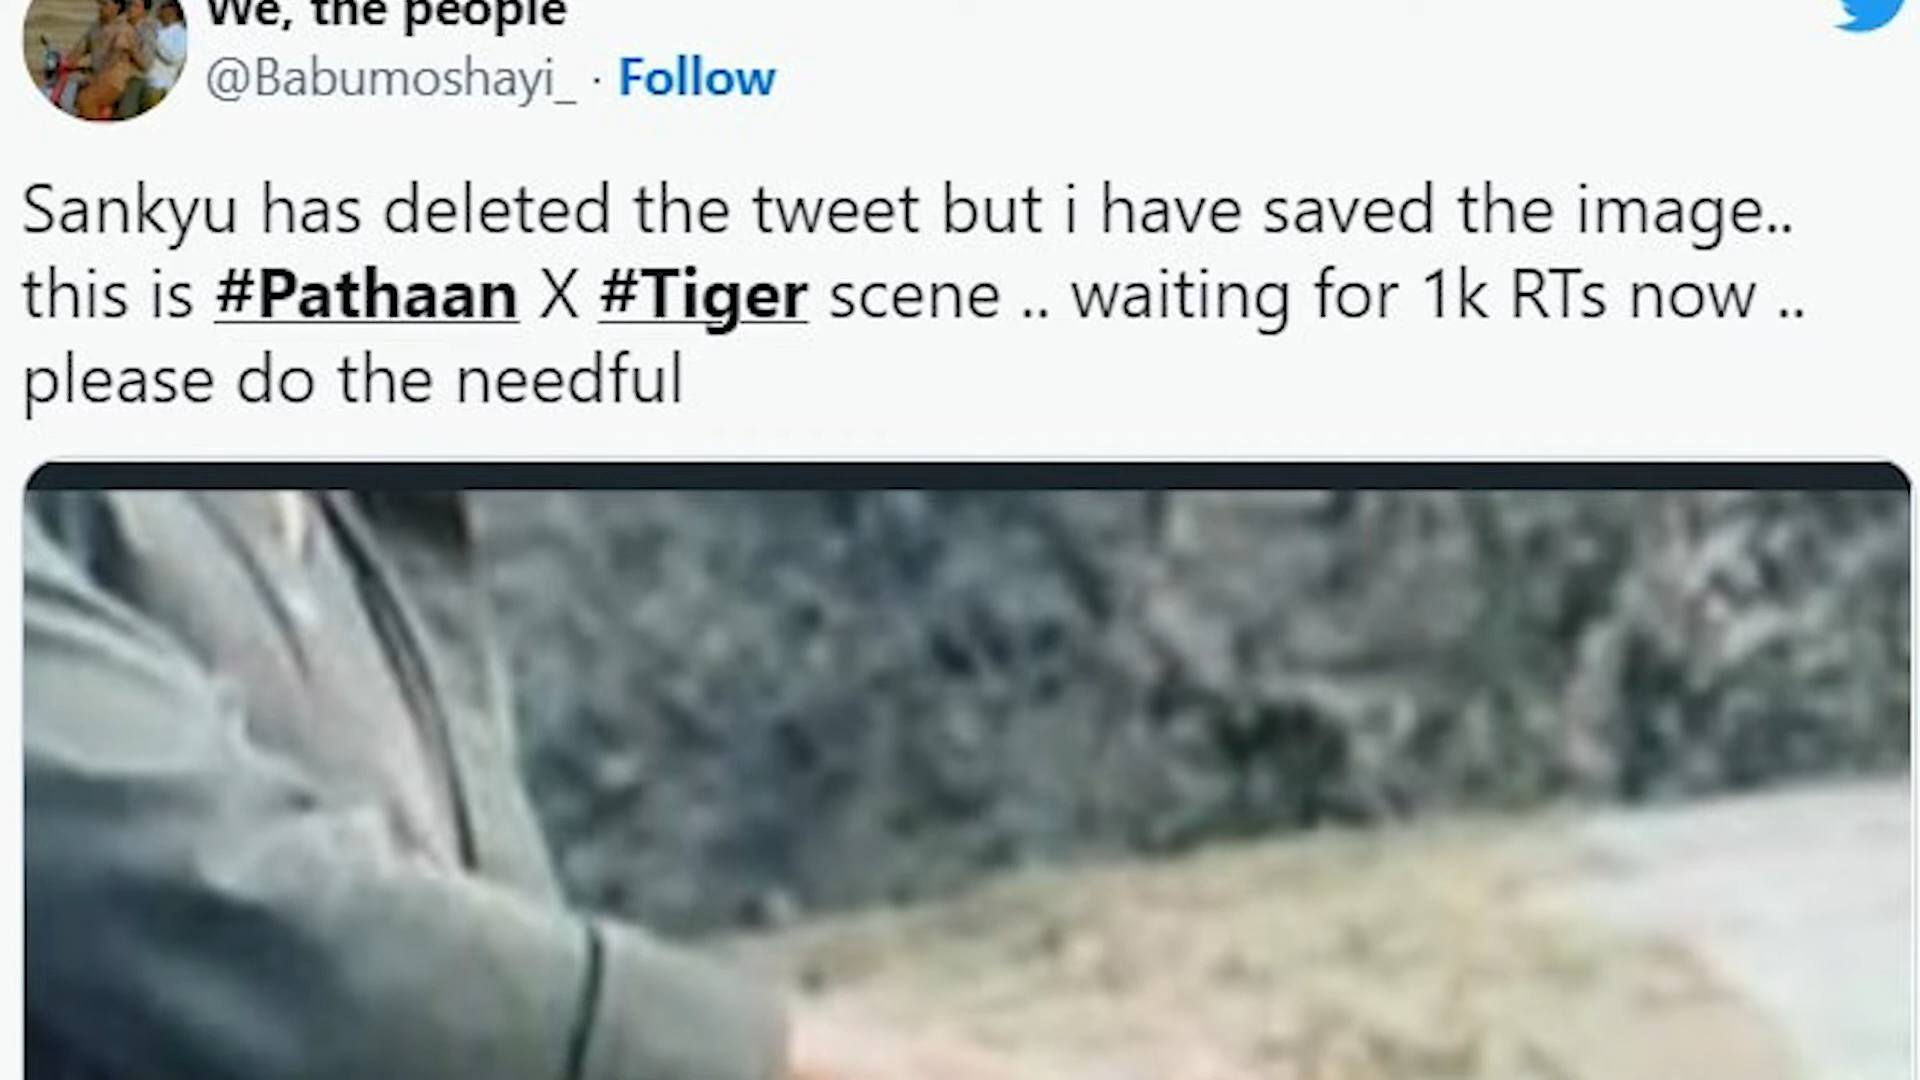 We, the people
@Babumoshayi_ · Follow
Sankyu has deleted the tweet but i have saved the image..
this is #Pathaan X #Tiger scene .. waiting for 1k RTs now ..
please do the needful